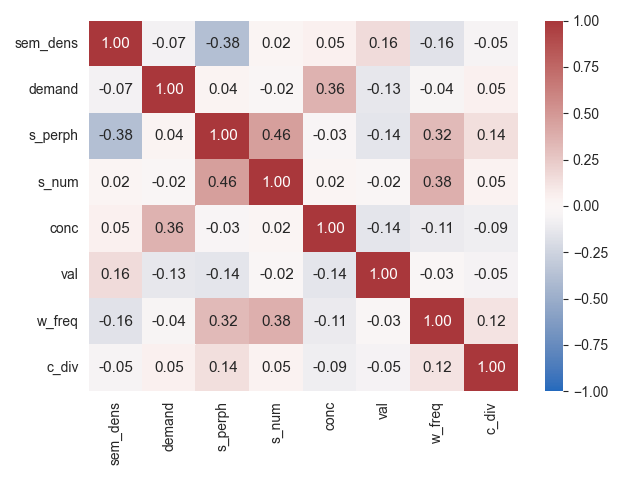 sem_dens 1.00 -0.07 -0.38 0.02 0.05 0.16 -0.16 -0.05
demand -0.07 1.00 0.04 -0.02 0.36 -0.13 -0.04 0.05
s_perph -0.38 0.04 1.00 0.46 -0.03 -0.14 0.32 0.14
s_num 0.02 -0.02 0.46 1.00 0.02 -0.02 0.38 0.05
conc 0.05 0.36 -0.03 0.02 1.00 -0.14 -0.11 -0.09
val 0.16 -0.13 -0.14 -0.02 -0.14 1.00 -0.03 -0.05
w_freq -0.16 -0.04 0.32 0.38 -0.11 -0.03 1.00 0.12
c_div -0.05 0.05 0.14 0.05 -0.09 -0.05 0.12 1.00
sem_dens demand s_perph s_num conc val w_freq c_div
1.00
0.75
0.50
0.25
0.00
−0.25
−0.50
−0.75
−1.00